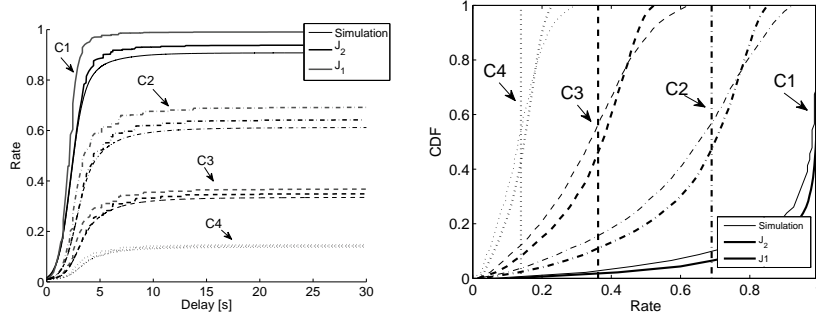 Simulation
J2
J1
C1
C2
C3
C4
Rate
1
0.8
0.6
0.4
0.2
0
0 5 10 15 20 25 30
Delay [s]
C4
C3
C2
C1
CDF
1
0.8
0.6
0.4
0.2
0
Simulation
J2
J1
0 0.2 0.4 0.6 0.8
Rate